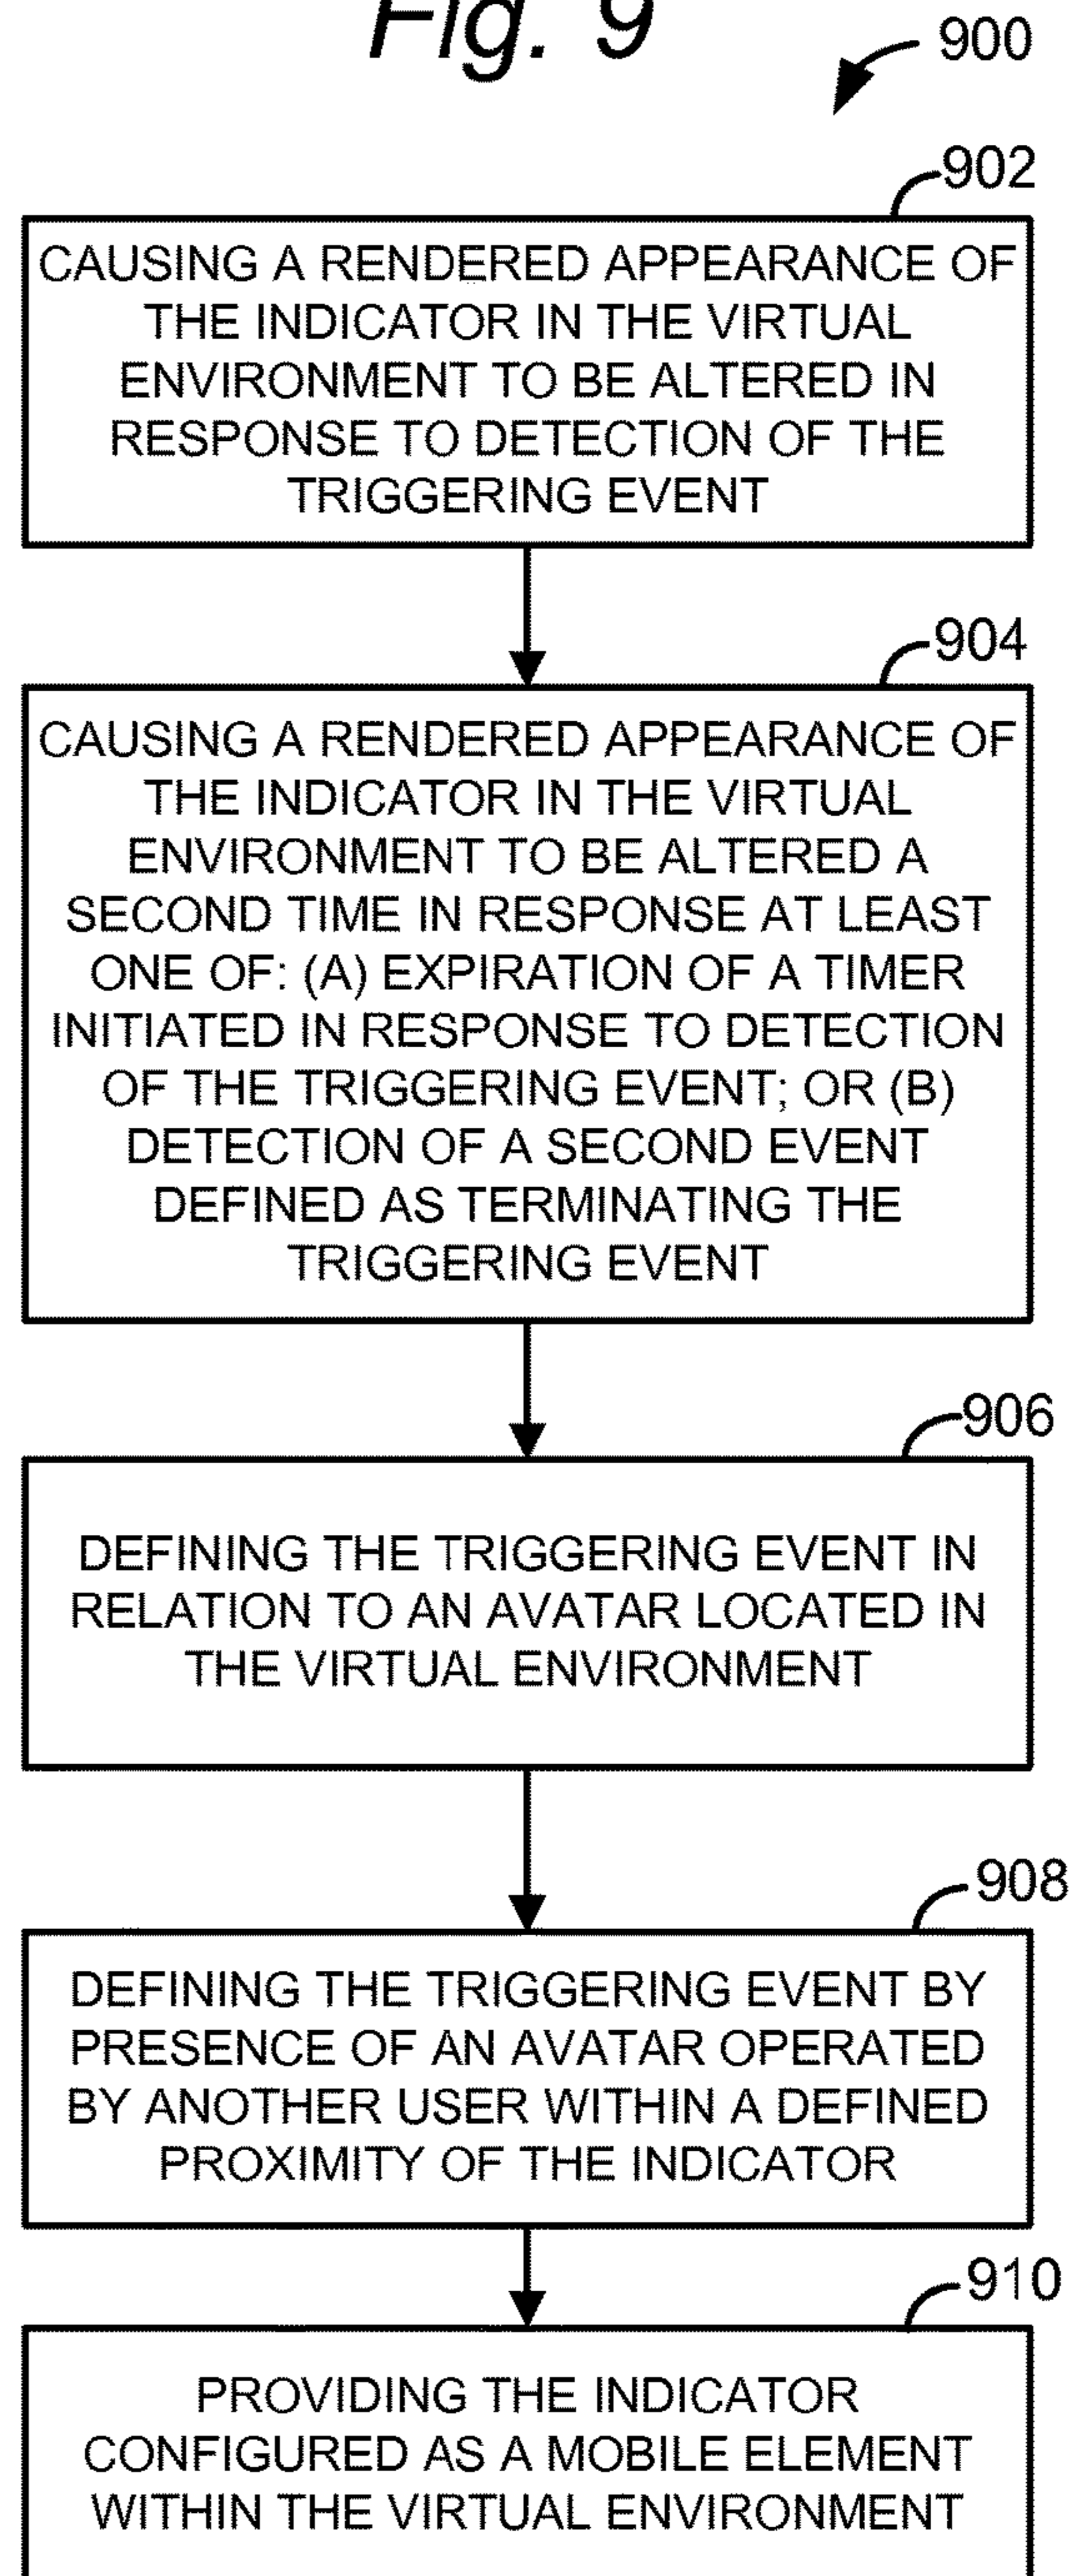 Fig. 9
900
902
CAUSING A RENDERED APPEARANCE OF
THE INDICATOR IN THE VIRTUAL
ENVIRONMENT TO BE ALTERED IN
RESPONSE TO DETECTION OF THE
TRIGGERING EVENT
904
CAUSING A RENDERED APPEARANCE OF
THE INDICATOR IN THE VIRTUAL
ENVIRONMENT TO BE ALTERED A
SECOND TIME IN RESPONSE AT LEAST
ONE OF: (A) EXPIRATION OF A TIMER
INITIATED IN RESPONSE TO DETECTION
OF THE TRIGGERING EVENT; OR (B)
DETECTION OF A SECOND EVENT
DEFINED AS TERMINATING THE
TRIGGERING EVENT
906
DEFINING THE TRIGGERING EVENT IN
RELATION TO AN AVATAR LOCATED IN
THE VIRTUAL ENVIRONMENT
908
DEFINING THE TRIGGERING EVENT BY
PRESENCE OF AN AVATAR OPERATED
BY ANOTHER USER WITHIN A DEFINED
PROXIMITY OF THE INDICATOR
910
PROVIDING THE INDICATOR
CONFIGURED AS A MOBILE ELEMENT
WITHIN THE VIRTUAL ENVIRONMENT